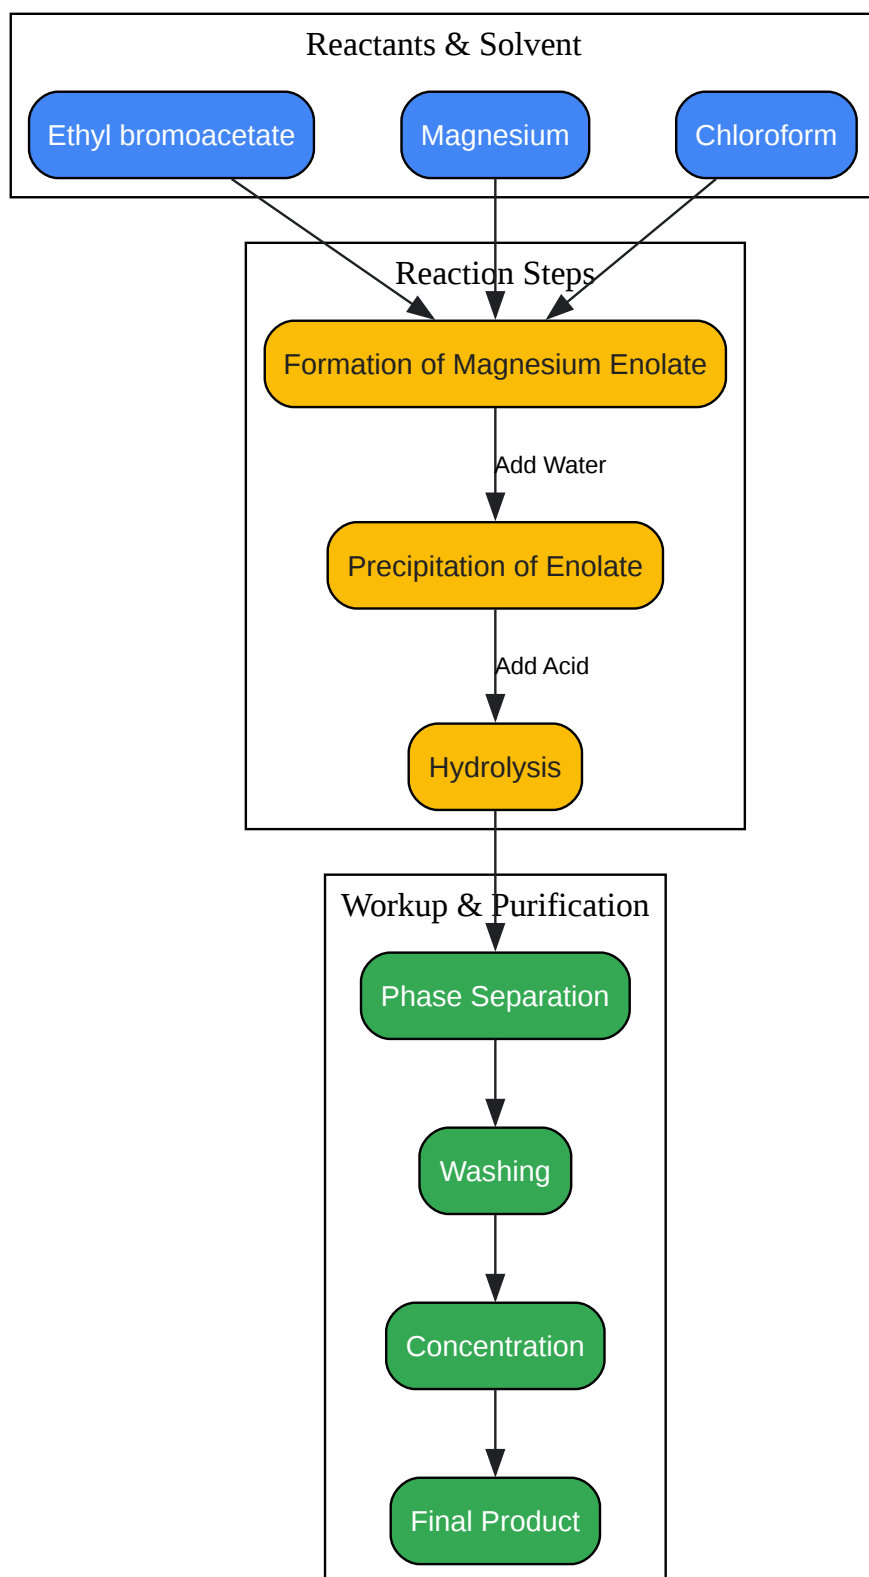 Reactants & Solvent
Ethyl bromoacetate
Magnesium
Chloroform
Reaction Steps
Formation of Magnesium Enolate
Add Water
Precipitation of Enolate
Add Acid
Hydrolysis
Workup & Purification
Phase Separation
Washing
Concentration
Final Product